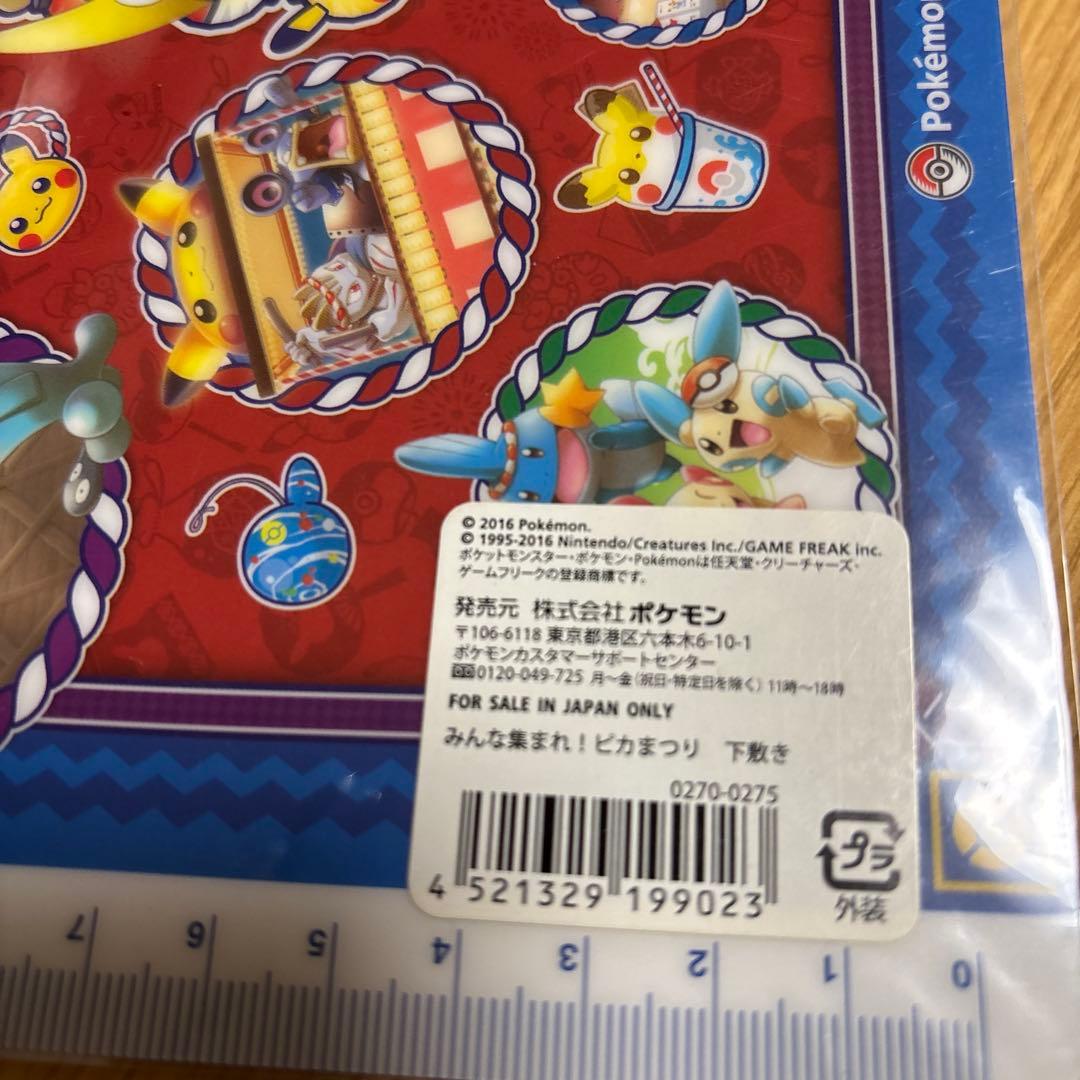 Pokémon
© 2016 Pokémon.
© 1995-2016 Nintendo/Creatures Inc./GAME FREAK inc.
ポケットモンスター・ポケモン・Pokémonは任天堂・クリーチャーズ・
ゲームフリークの登録商標です。
発売元 株式会社 ポケモン
〒106-6118 東京都港区六本木6-10-1
ポケモンカスタマーサポートセンター
0120-049-725 月～金(祝日・特定日を除く) 11時～18時
FOR SALE IN JAPAN ONLY
みんな集まれ！ピカまつり 下敷き
0270-0275
4 521329 199023
プラ
外装
7 6 5 4 3 2 1 0